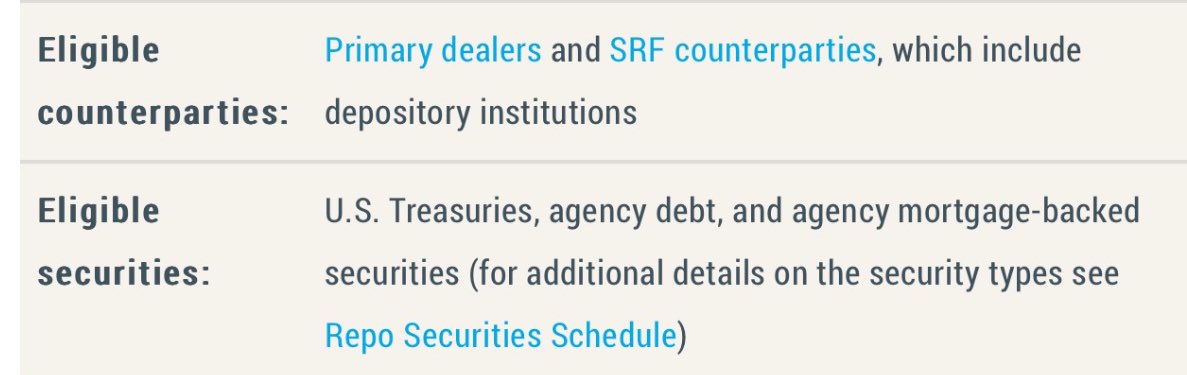 Eligible counterparties:
Primary dealers and SRF counterparties, which include
depository institutions
Eligible securities:
U.S. Treasuries, agency debt, and agency mortgage-backed
securities (for additional details on the security types see
Repo Securities Schedule)